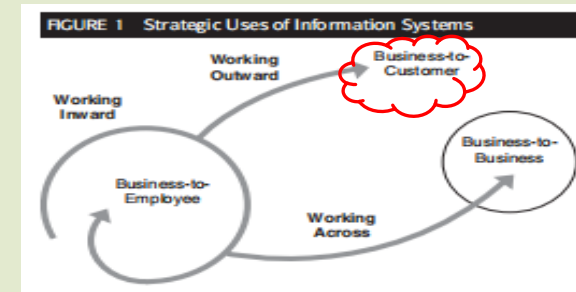 FIGURE 1 Strategic Uses of Information Systems
Working
Outward
Business-to-
Customer
Working
Inward
Business-to-
Business
Business-to-
Employee
Working
Across